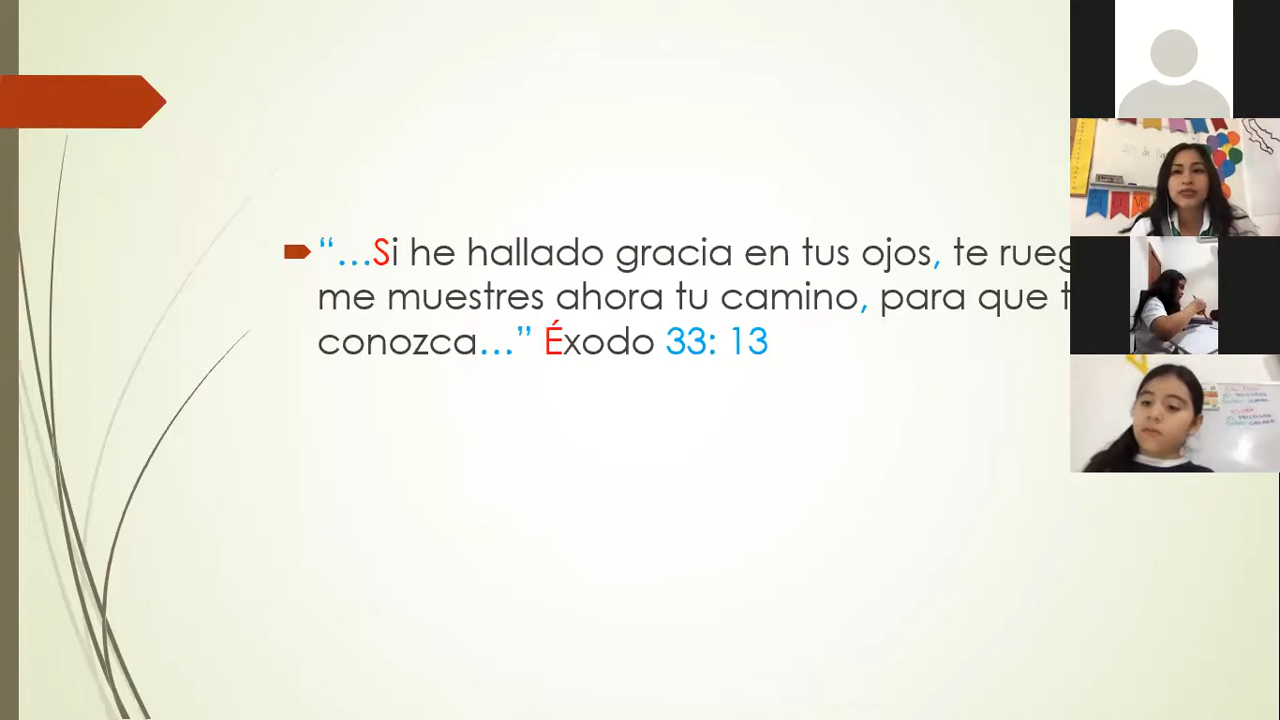 “…Si he hallado gracia en tus ojos, te
me muestres ahora tu camino, para que
conozca…” Éxodo 33: 13